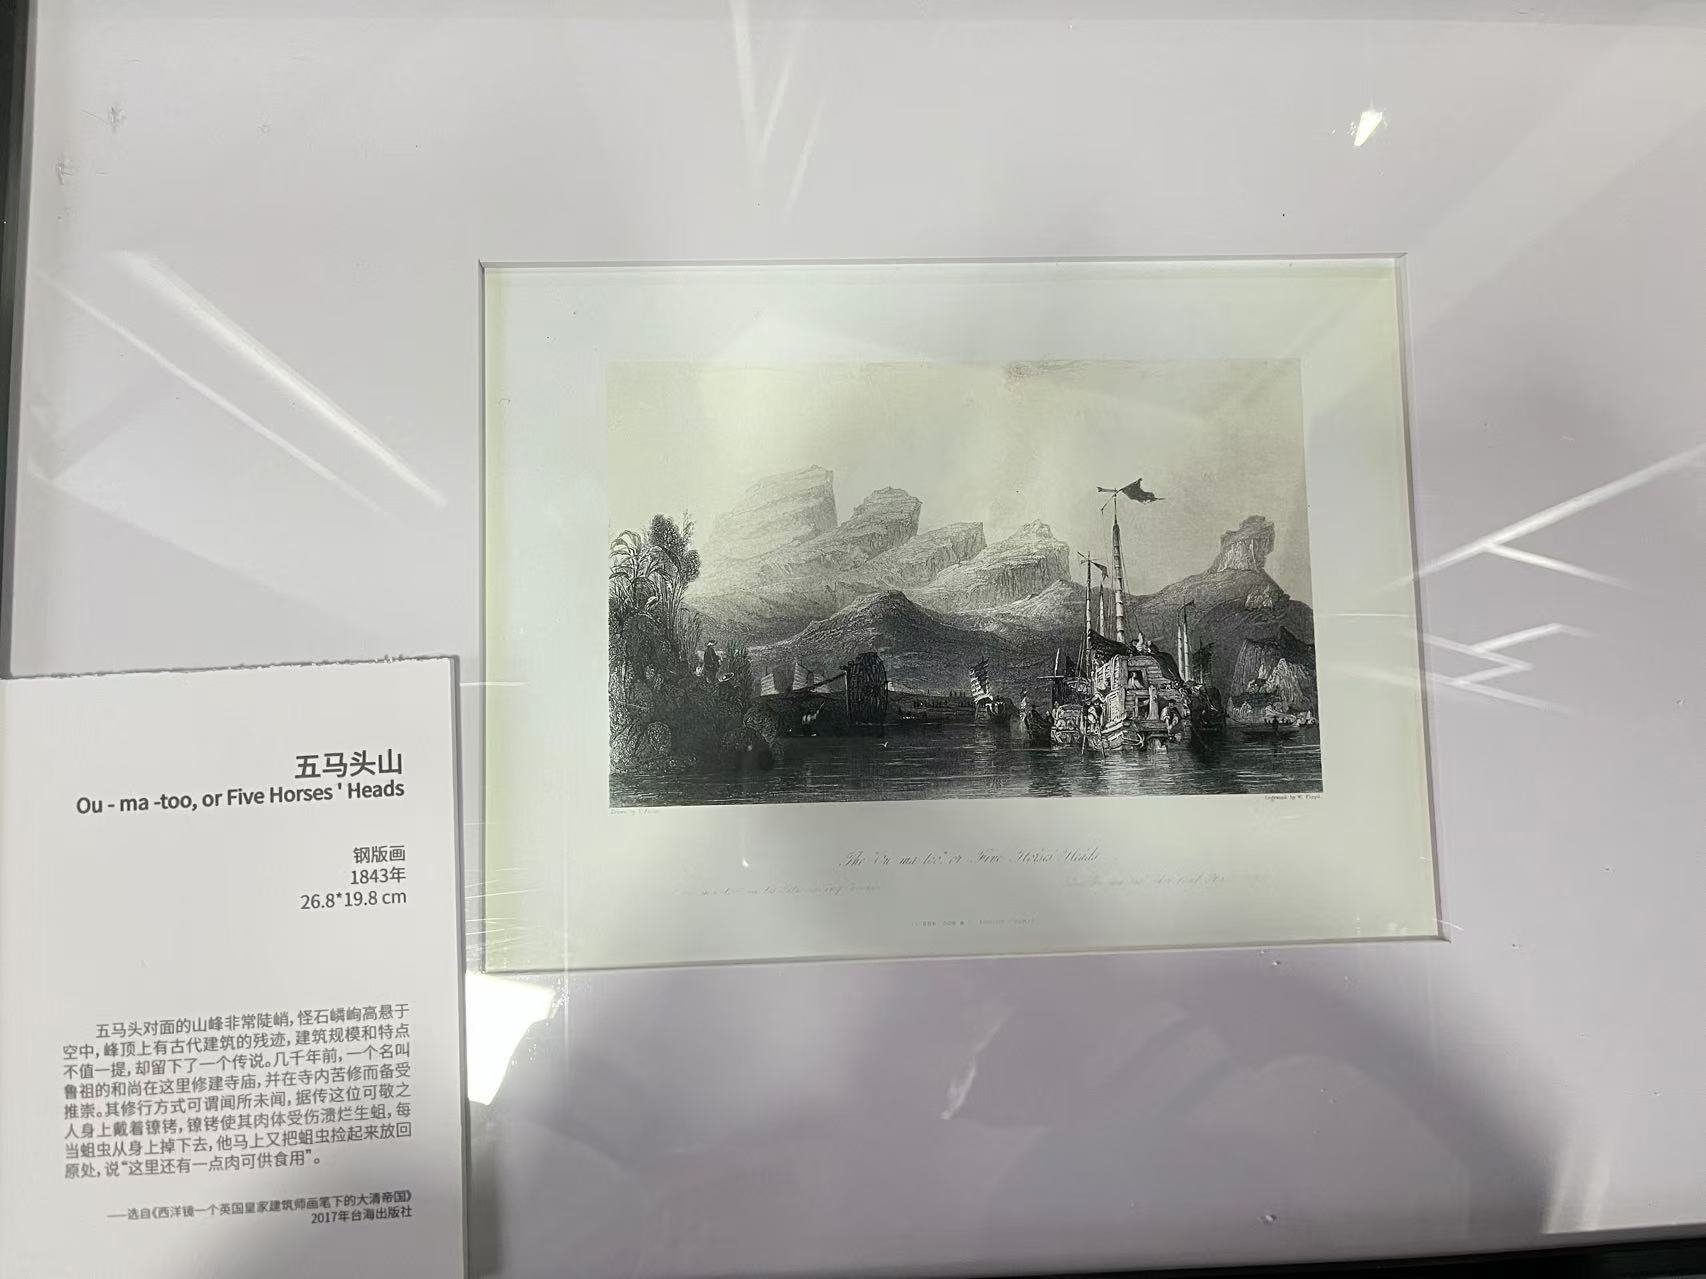 五马头山
Ou - ma -too, or Five Horses ' Heads
钢版画
1843年
26.8*19.8 cm
五马头对面的山峰非常陡峭，怪石嶙峋高悬于
空中，峰顶上有古代建筑的残迹，建筑规模和特点
不值一提，却留下了一个传说。几千年前，一个名叫
鲁祖的和尚在这里修建寺庙，并在寺内苦修而备受
推崇。其修行方式可谓闻所未闻，据传这位可敬之
人身上戴着镣铐，镣铐使其肉体受伤溃烂生蛆，每
当蛆虫从身上掉下去，他马上又把蛆虫捡起来放回
原处，说“这里还有一点肉可供食用”。
——选自《西洋镜一个英国皇家建筑师画笔下的大清帝国》
2017年台海出版社
Engraved by W. Floyd
The Ou ma too, or Five Horses' Heads